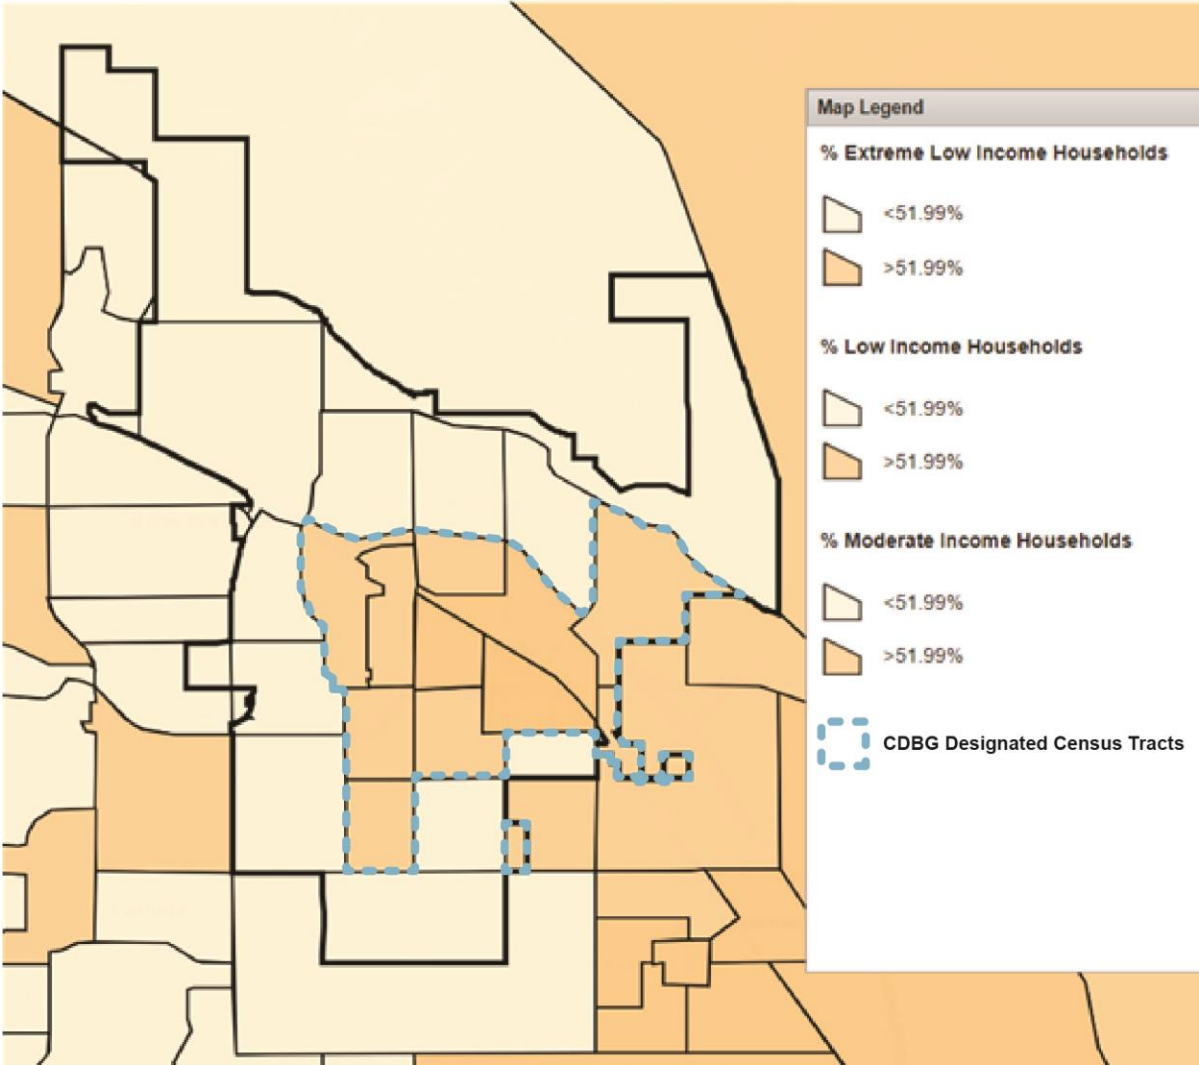 Map Legend
% Extreme Low Income Households
<51.99%
>51.99%
% Low Income Households
<51.99%
>51.99%
% Moderate Income Households
<51.99%
>51.99%
CDBG Designated Census Tracts